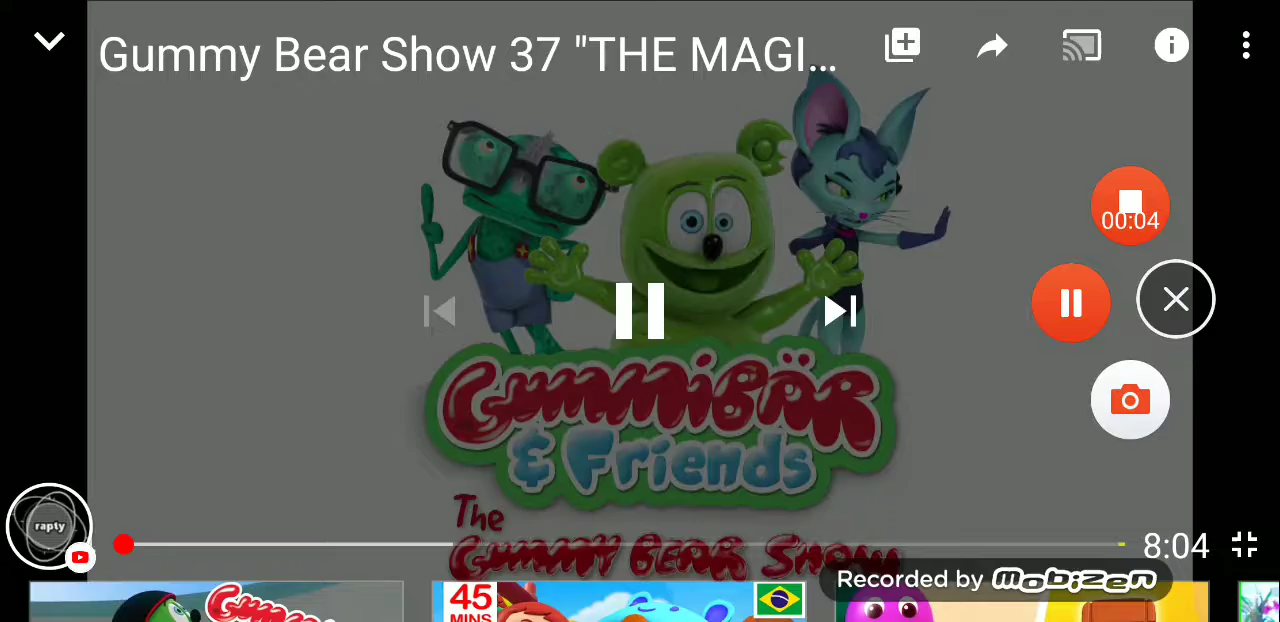 Gummy Bear Show 37 "THE MAGI...
00:04
GUMMIBÄR
& Friends
The
GUMMY BEAR SHOW
rapty
8:04
Recorded by mobizen
45
MINS